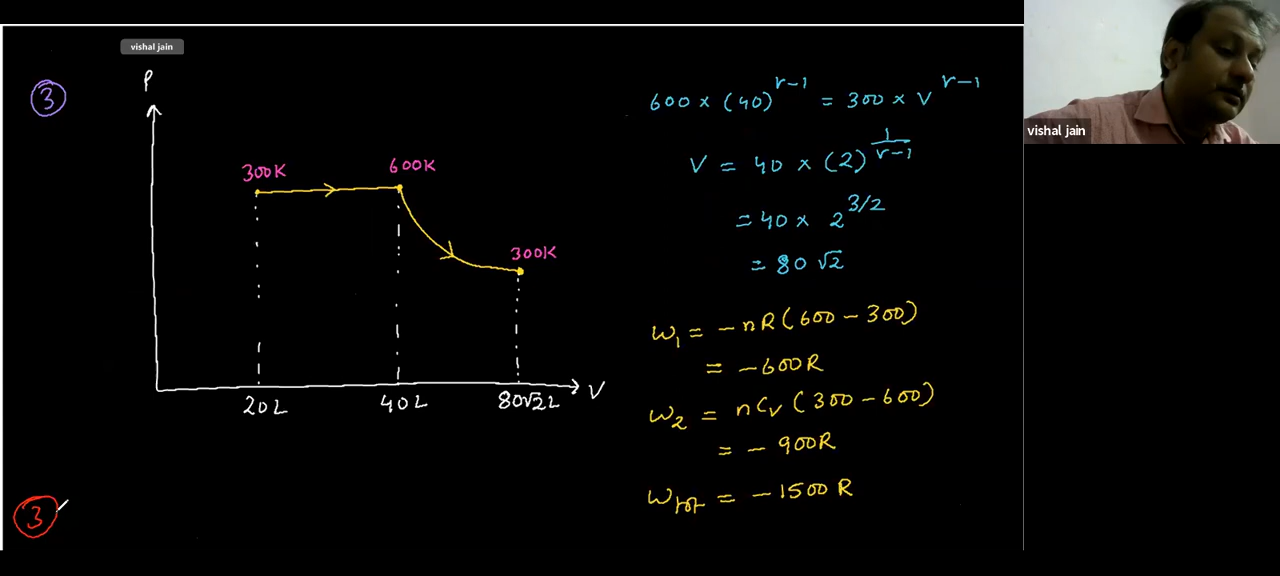 vishal jain
③
P
300K
600K
300K
20L
40L
80√2L
V
600 × (40)^{r-1} = 300 × V^{r-1}
V = 40 × (2)^{1/(r-1)}
= 40 × 2^{3/2}
= 80√2
W₁ = -nR(600-300)
= -600R
W₂ = nCv(300-600)
= -900R
Wtot = -1500R
③
vishal jain